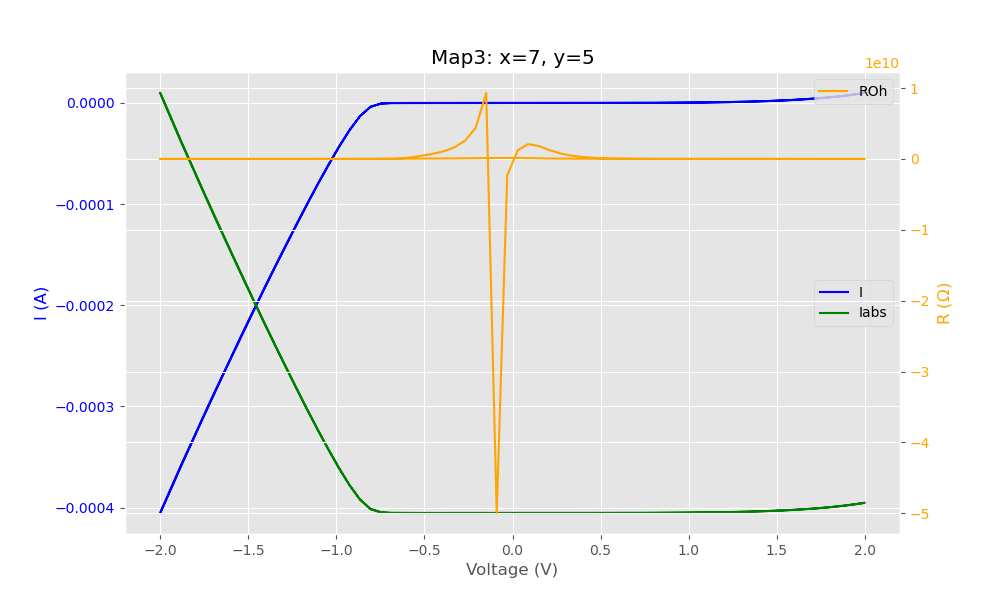 Map3: x=7, y=5
1e10
0.0000
−0.0001
−0.0002
−0.0003
−0.0004
I (A)
−2.0
−1.5
−1.0
−0.5
0.0
0.5
1.0
1.5
2.0
Voltage (V)
1
0
−1
−2
−3
−4
−5
R (Ω)
ROh
I
Iabs